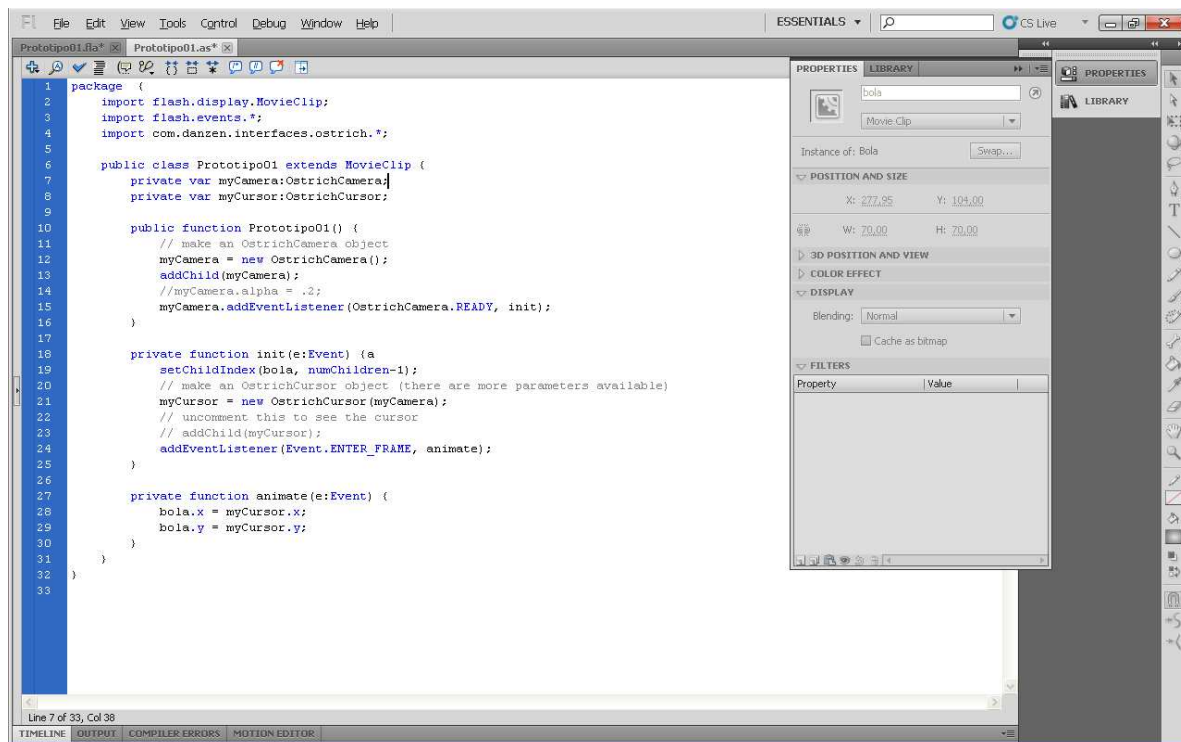 Fl File Edit View Tools Control Debug Window Help ESSENTIALS CS Live
Prototipo01.fla* Prototipo01.as*
1 package {
2 import flash.display.MovieClip;
3 import flash.events.*;
4 import com.danzen.interfaces.ostrich.*;
5
6 public class Prototipo01 extends MovieClip {
7 private var myCamera:OstrichCamera;
8 private var myCursor:OstrichCursor;
9
10 public function Prototipo01() {
11 // make an OstrichCamera object
12 myCamera = new OstrichCamera();
13 addChild(myCamera);
14 //myCamera.alpha = .2;
15 myCamera.addEventListener(OstrichCamera.READY, init);
16 }
17
18 private function init(e:Event) {a
19 setChildIndex(bola, numChildren-1);
20 // make an OstrichCursor object (there are more parameters available)
21 myCursor = new OstrichCursor(myCamera);
22 // uncomment this to see the cursor
23 // addChild(myCursor);
24 addEventListener(Event.ENTER_FRAME, animate);
25 }
26
27 private function animate(e:Event) {
28 bola.x = myCursor.x;
29 bola.y = myCursor.y;
30 }
31 }
32 }
33
Line 7 of 33, Col 38
TIMELINE OUTPUT COMPILER ERRORS MOTION EDITOR
PROPERTIES LIBRARY
bola
Movie Clip
Instance of: Bola Swap...
POSITION AND SIZE
X: 277,95 Y: 104,00
W: 70,00 H: 70,00
3D POSITION AND VIEW
COLOR EFFECT
DISPLAY
Blending: Normal
Cache as bitmap
FILTERS
Property Value
PROPERTIES
LIBRARY